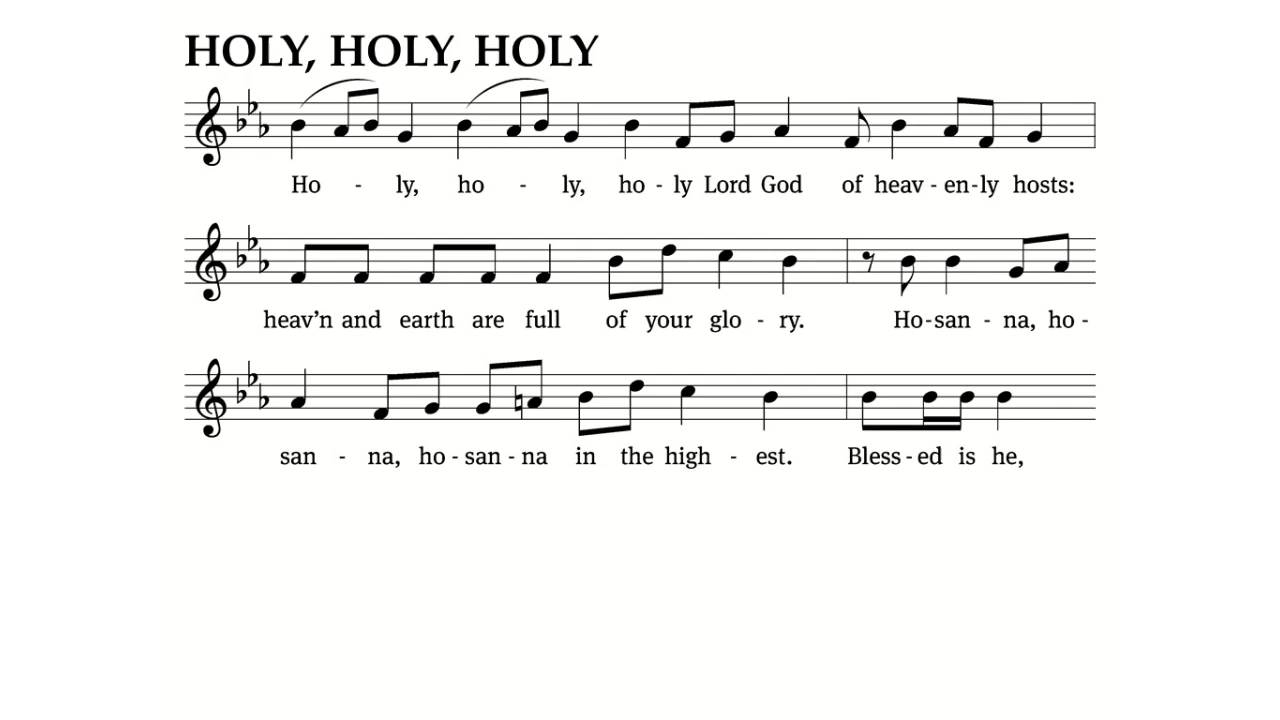 HOLY, HOLY, HOLY
Ho - ly, ho - ly, ho - ly Lord God of heav - en - ly hosts:
heav’n and earth are full of your glo - ry. Ho - san - na, ho -
san - na, ho - san - na in the high - est. Bless - ed is he,